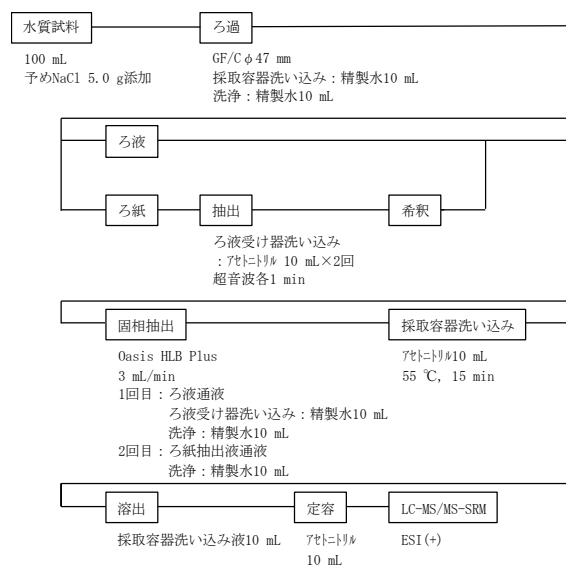 水質試料
ろ過
100 mL
予めNaCl 5.0 g添加
GF/Cφ47 mm
採取容器洗い込み：精製水10 mL
洗浄：精製水10 mL
ろ液
ろ紙
抽出
希釈
ろ液受け器洗い込み
：ｱｾﾄﾆﾄﾘﾙ 10 mL×2回
超音波各1 min
固相抽出
採取容器洗い込み
Oasis HLB Plus
3 mL/min
1回目：ろ液通液
ろ液受け器洗い込み：精製水10 mL
洗浄：精製水10 mL
2回目：ろ紙抽出液通液
洗浄：精製水10 mL
ｱｾﾄﾆﾄﾘﾙ10 mL
55 ℃, 15 min
溶出
定容
LC-MS/MS-SRM
採取容器洗い込み液10 mL
ｱｾﾄﾆﾄﾘﾙ
10 mL
ESI(+)